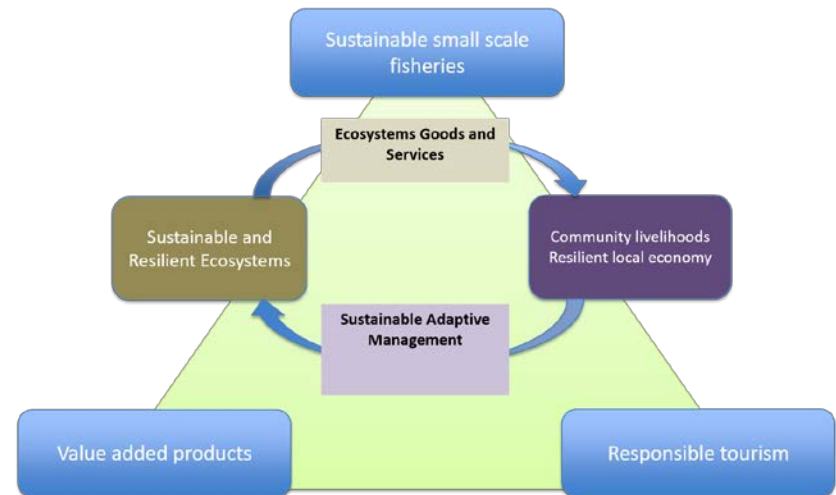 Sustainable small scale
fisheries
Ecosystems Goods and
Services
Sustainable and
Resilient Ecosystems
Community livelihoods
Resilient local economy
Sustainable Adaptive
Management
Value added products
Responsible tourism